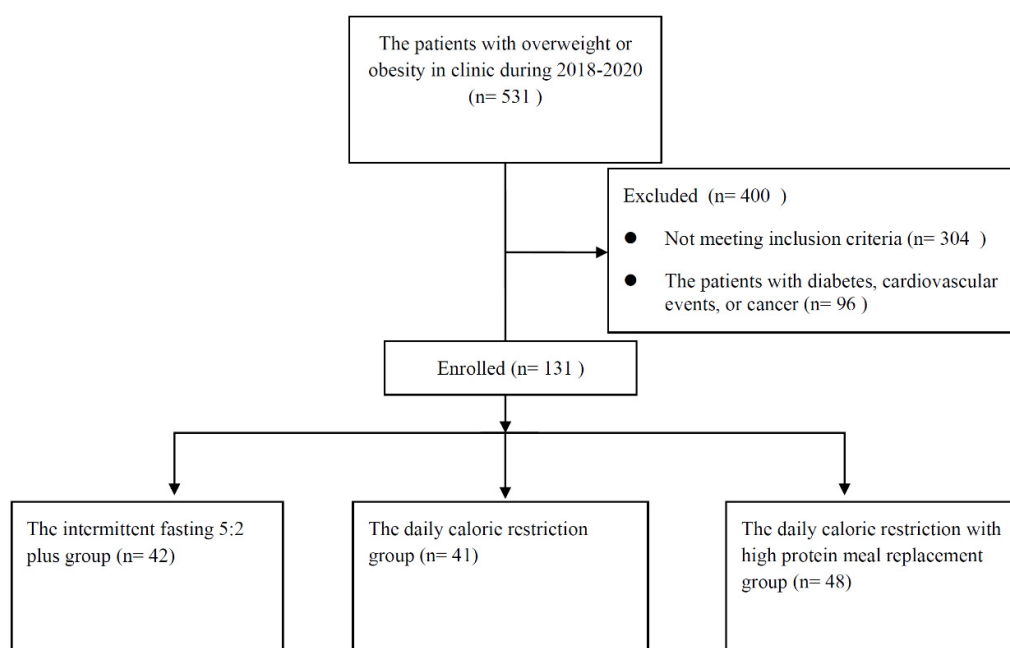 The patients with overweight or
obesity in clinic during 2018-2020
(n= 531 )
Excluded  (n= 400  )
● Not meeting inclusion criteria (n= 304  )
● The patients with diabetes, cardiovascular
events, or cancer (n= 96 )
Enrolled (n= 131 )
The intermittent fasting 5:2
plus group (n= 42)
The daily caloric restriction
group (n= 41)
The daily caloric restriction with
high protein meal replacement
group (n= 48)